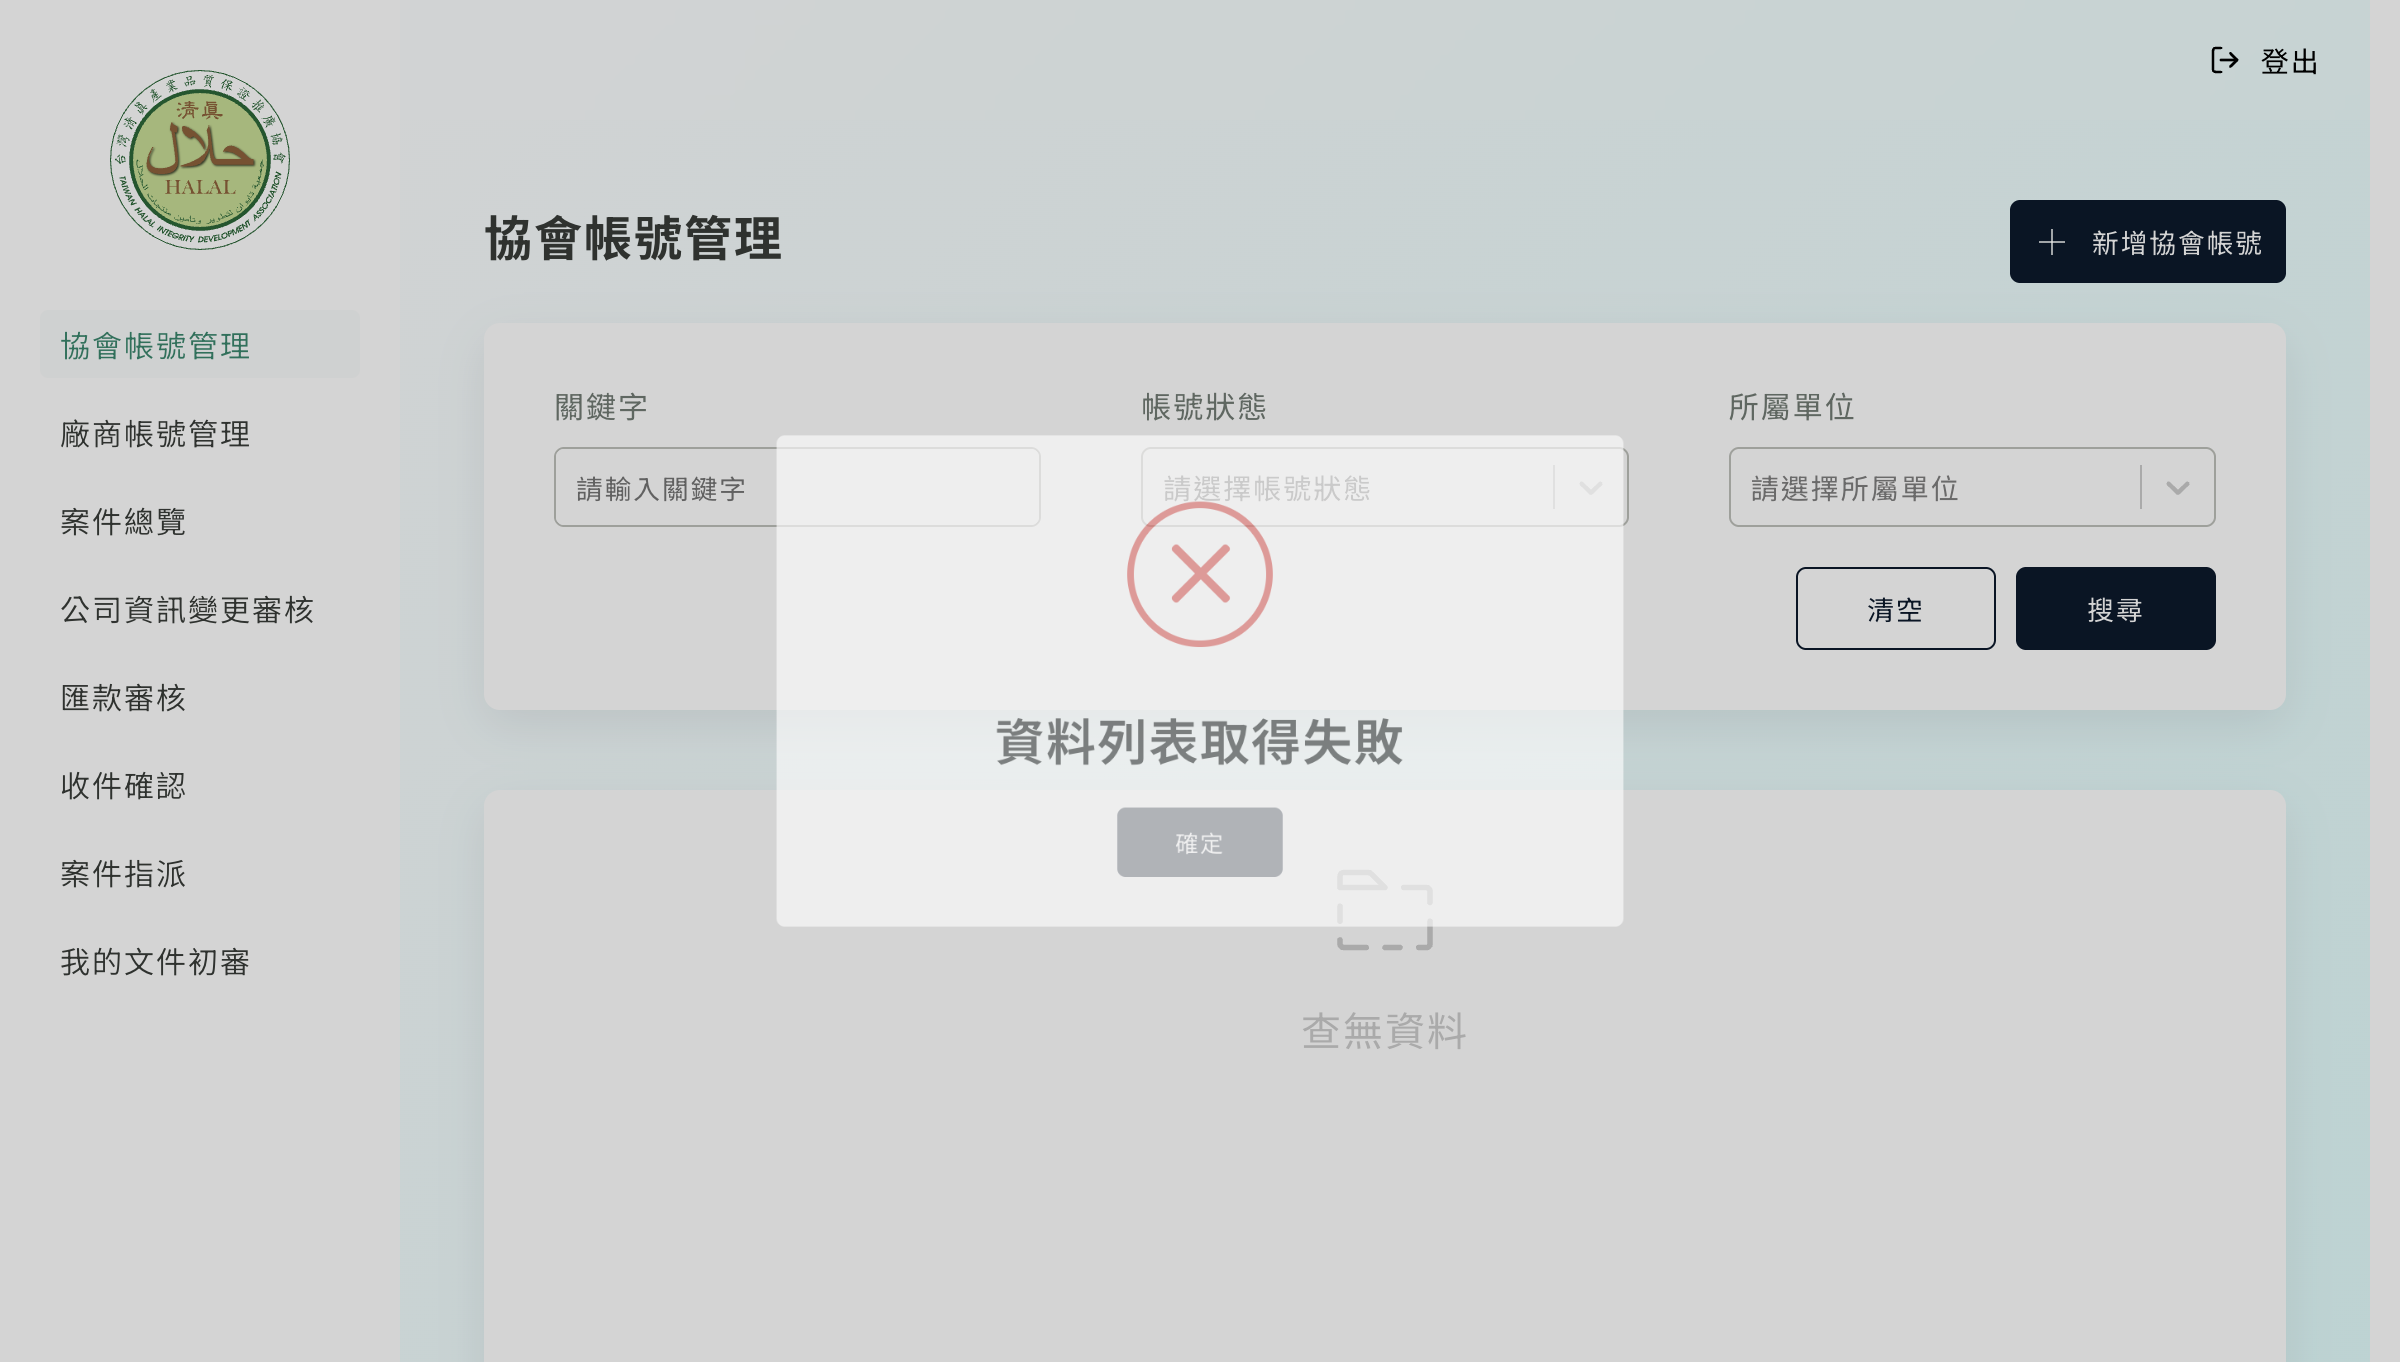 台灣清真產業品質保證推廣協會
清真
حلال
HALAL
TAIWAN HALAL INTEGRITY DEVELOPMENT ASSOCIATION
登出
協會帳號管理
廠商帳號管理
案件總覽
公司資訊變更審核
匯款審核
收件確認
案件指派
我的文件初審
協會帳號管理
新增協會帳號
關鍵字
帳號狀態
所屬單位
請輸入關鍵字
請選擇帳號狀態
請選擇所屬單位
清空
搜尋
資料列表取得失敗
確定
查無資料